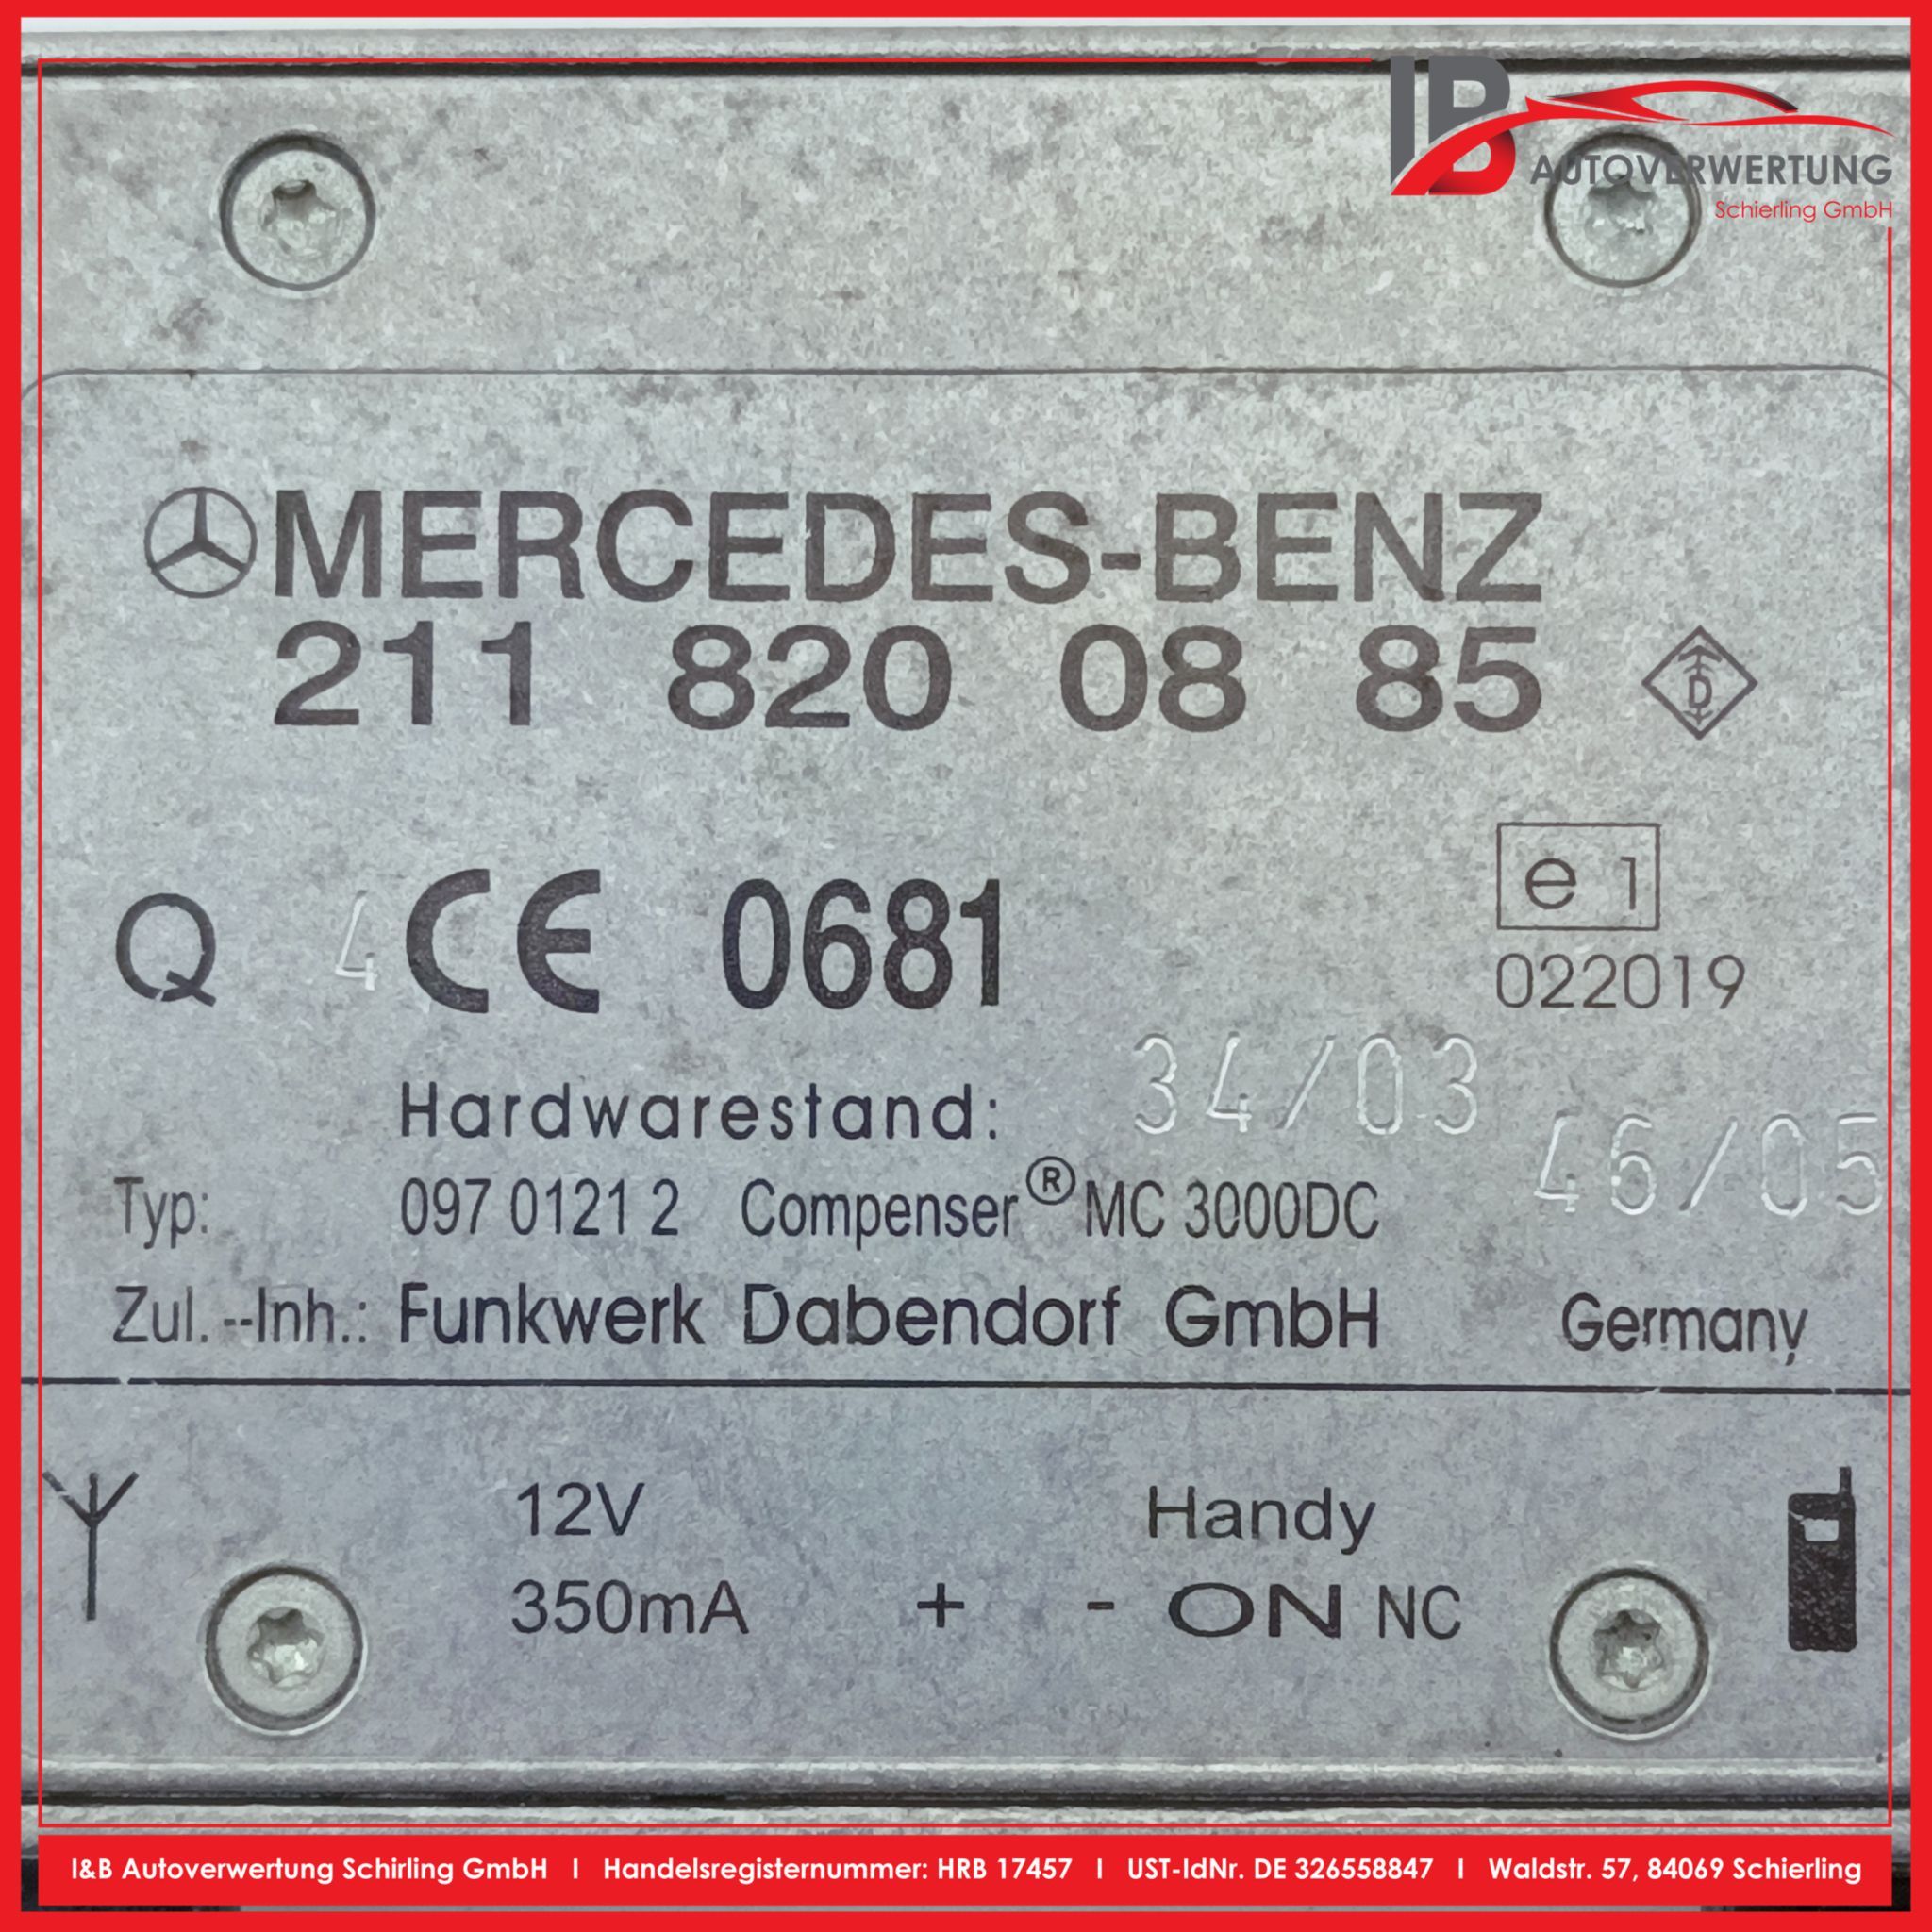 IB
AUTOVERWERTUNG
Schierling GmbH
MERCEDES-BENZ
211 820 08 85
D
e 1
Q 4 CE 0681
022019
Hardwarestand: 34/03
46/05
Typ: 097 0121 2 Compenser® MC 3000DC
Zul.--Inh.: Funkwerk Dabendorf GmbH Germany
12V Handy
350mA + - ON NC
I&B Autoverwertung Schirling GmbH I Handelsregisternummer: HRB 17457 I UST-IdNr. DE 326558847 I Waldstr. 57, 84069 Schierling